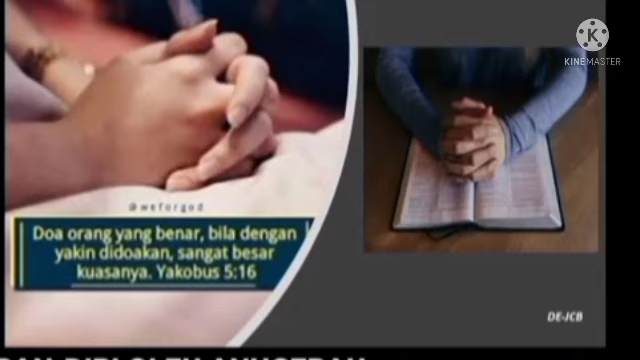 KINEMASTER
@weforgod
Doa orang yang benar, bila dengan
yakin didoakan, sangat besar
kuasanya. Yakobus 5:16
DE-JCB